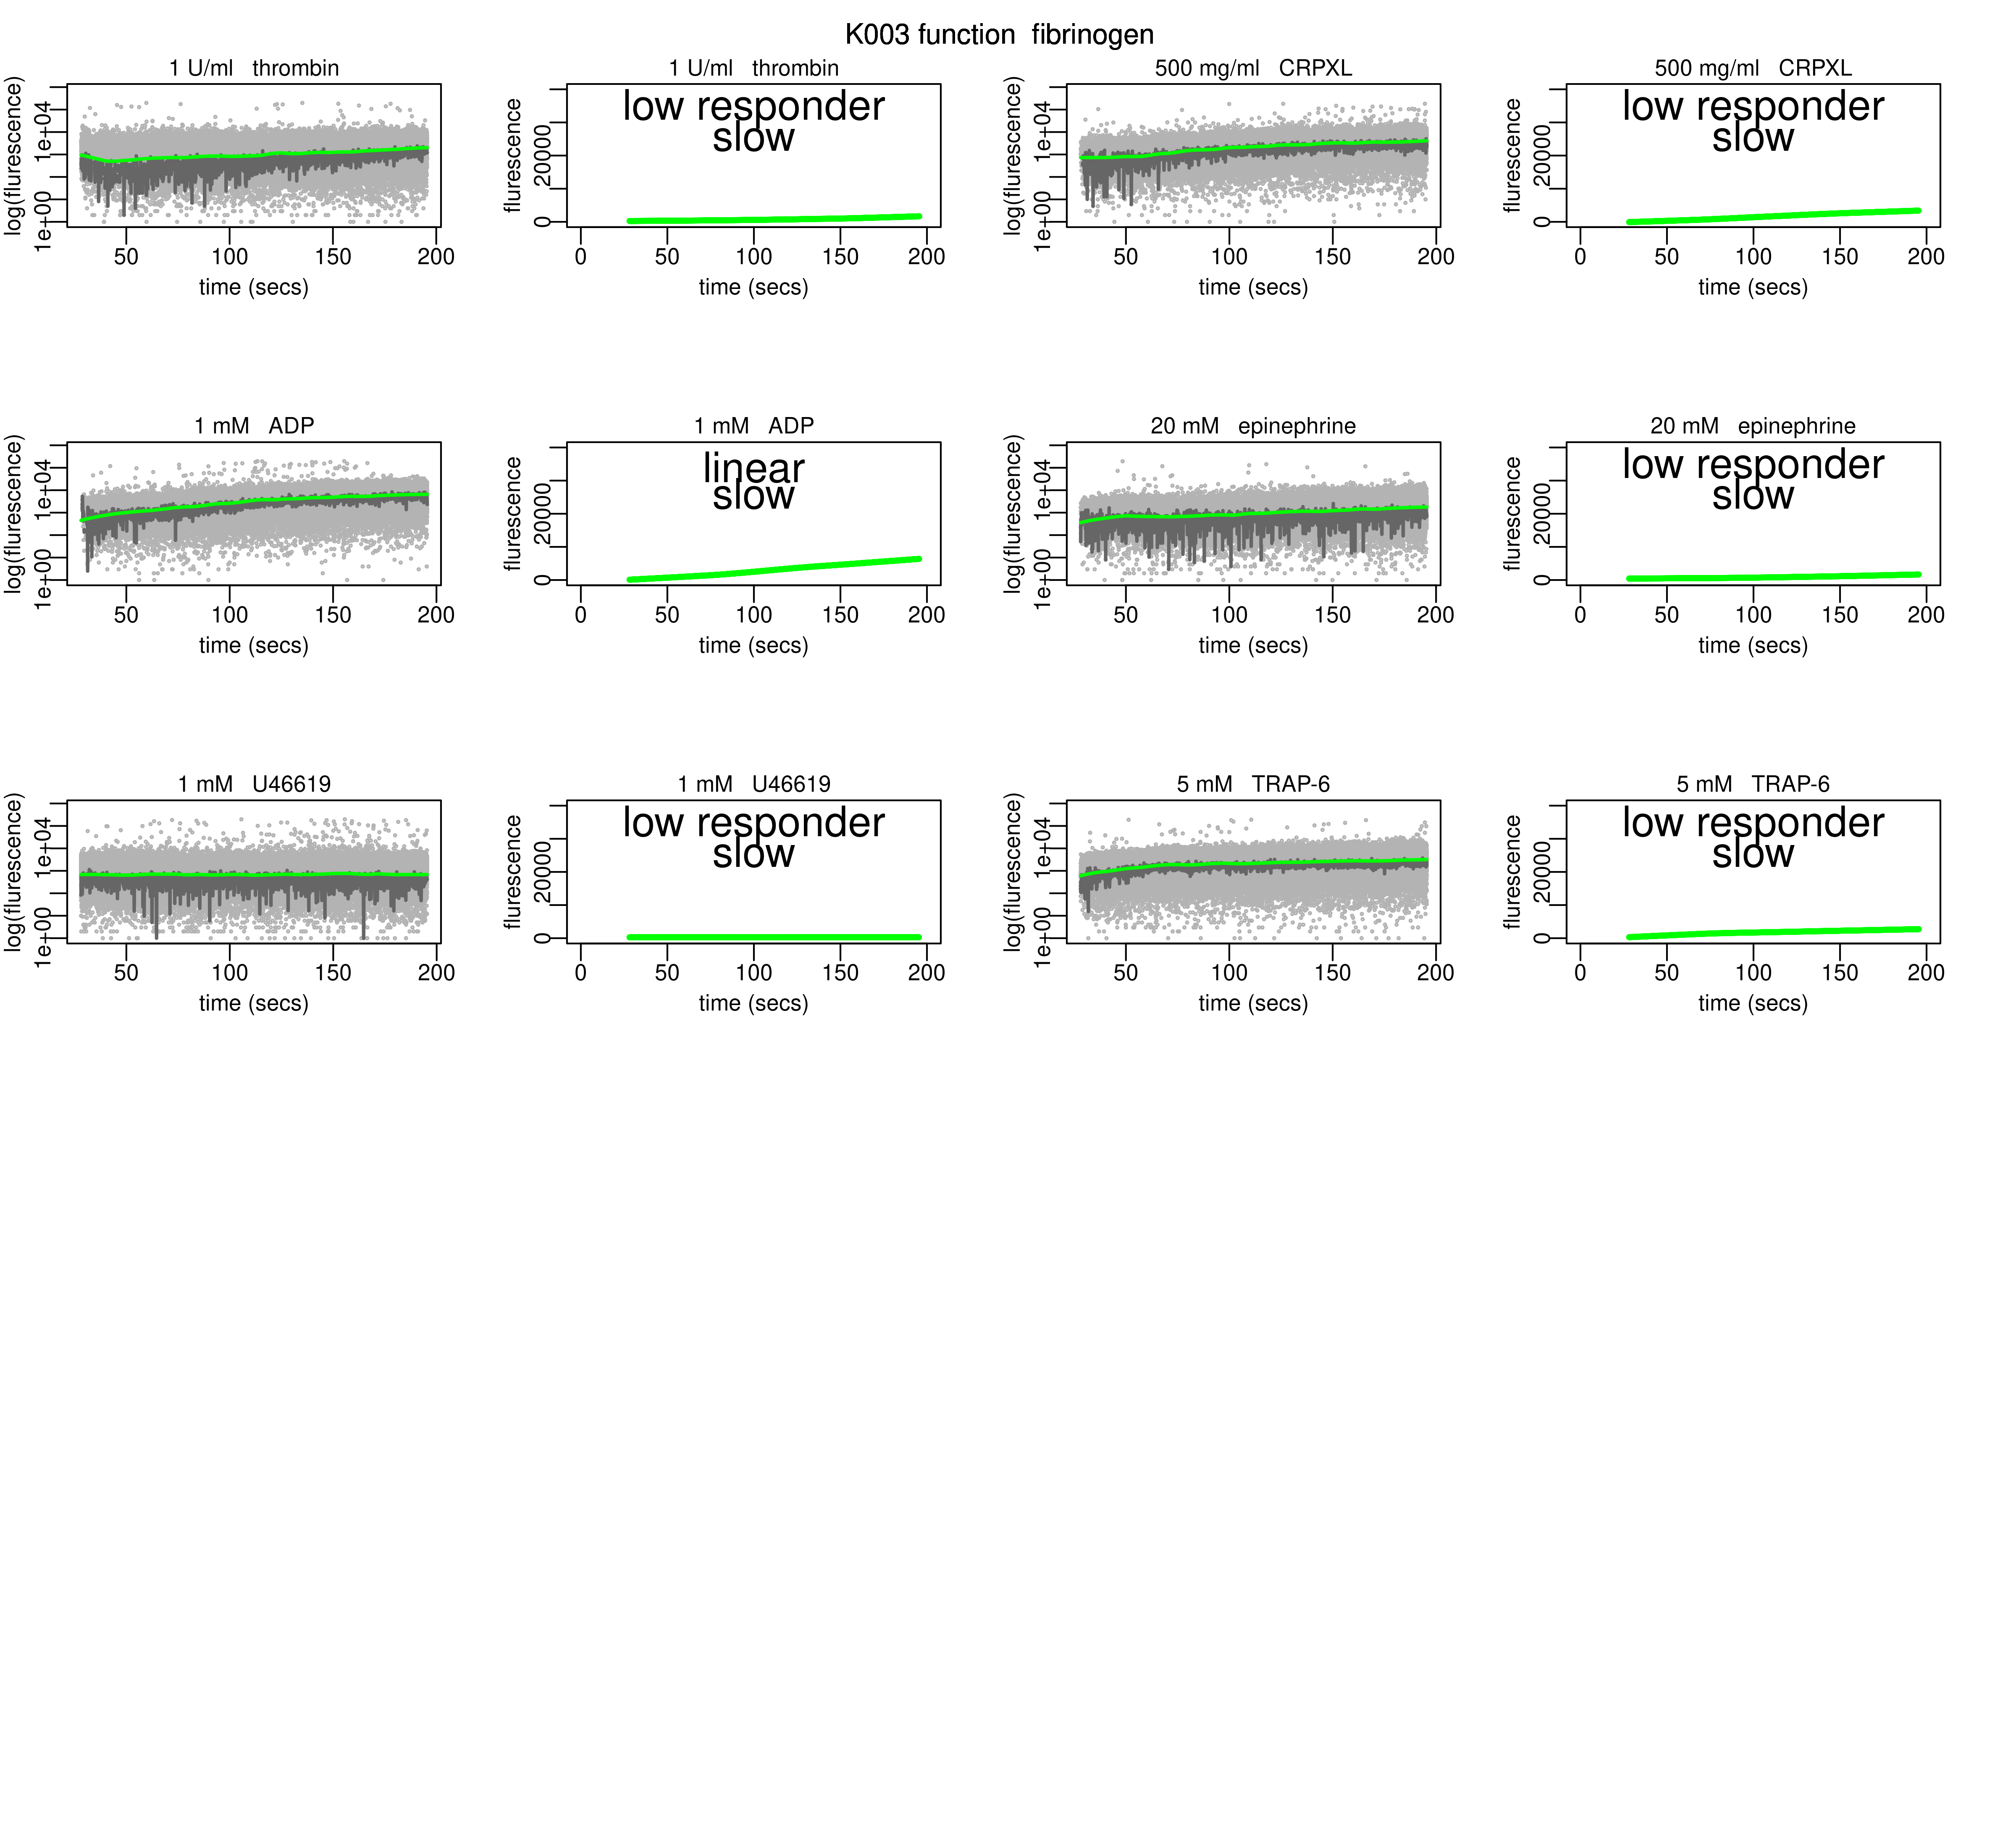 K003 function  fibrinogen
1 U/ml   thrombin
log(flurescence)
1e+00
1e+04
50
100
150
200
time (secs)
1 U/ml   thrombin
low responder
slow
flurescence
0
20000
0
50
100
150
200
time (secs)
500 mg/ml   CRPXL
log(flurescence)
1e+00
1e+04
50
100
150
200
time (secs)
500 mg/ml   CRPXL
low responder
slow
flurescence
0
20000
0
50
100
150
200
time (secs)
1 mM   ADP
log(flurescence)
1e+00
1e+04
50
100
150
200
time (secs)
1 mM   ADP
linear
slow
flurescence
0
20000
0
50
100
150
200
time (secs)
20 mM   epinephrine
log(flurescence)
1e+00
1e+04
50
100
150
200
time (secs)
20 mM   epinephrine
low responder
slow
flurescence
0
20000
0
50
100
150
200
time (secs)
1 mM   U46619
log(flurescence)
1e+00
1e+04
50
100
150
200
time (secs)
1 mM   U46619
low responder
slow
flurescence
0
20000
0
50
100
150
200
time (secs)
5 mM   TRAP-6
log(flurescence)
1e+00
1e+04
50
100
150
200
time (secs)
5 mM   TRAP-6
low responder
slow
flurescence
0
20000
0
50
100
150
200
time (secs)